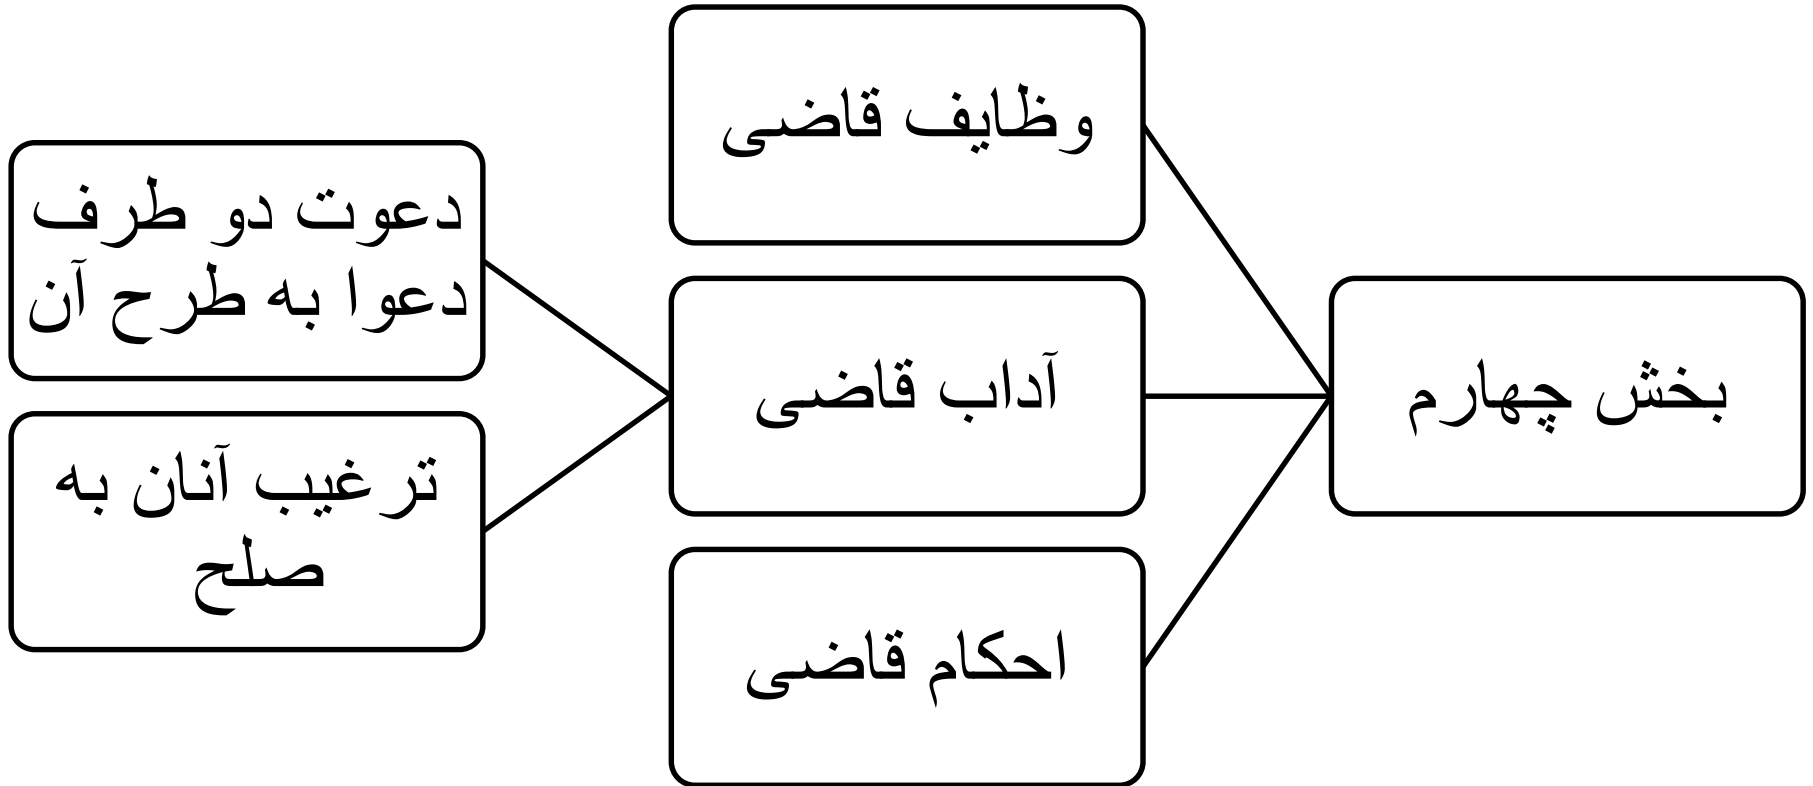 بخش چهارم
وظایف قاضی
آداب قاضی
احکام قاضی
دعوت دو طرف
دعوا به طرح آن
ترغیب آنان به
صلح